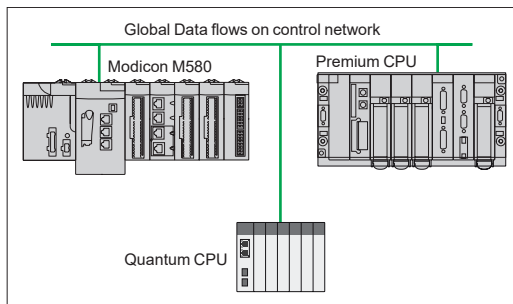 Global Data flows on control network
Modicon M580
Premium CPU
Quantum CPU